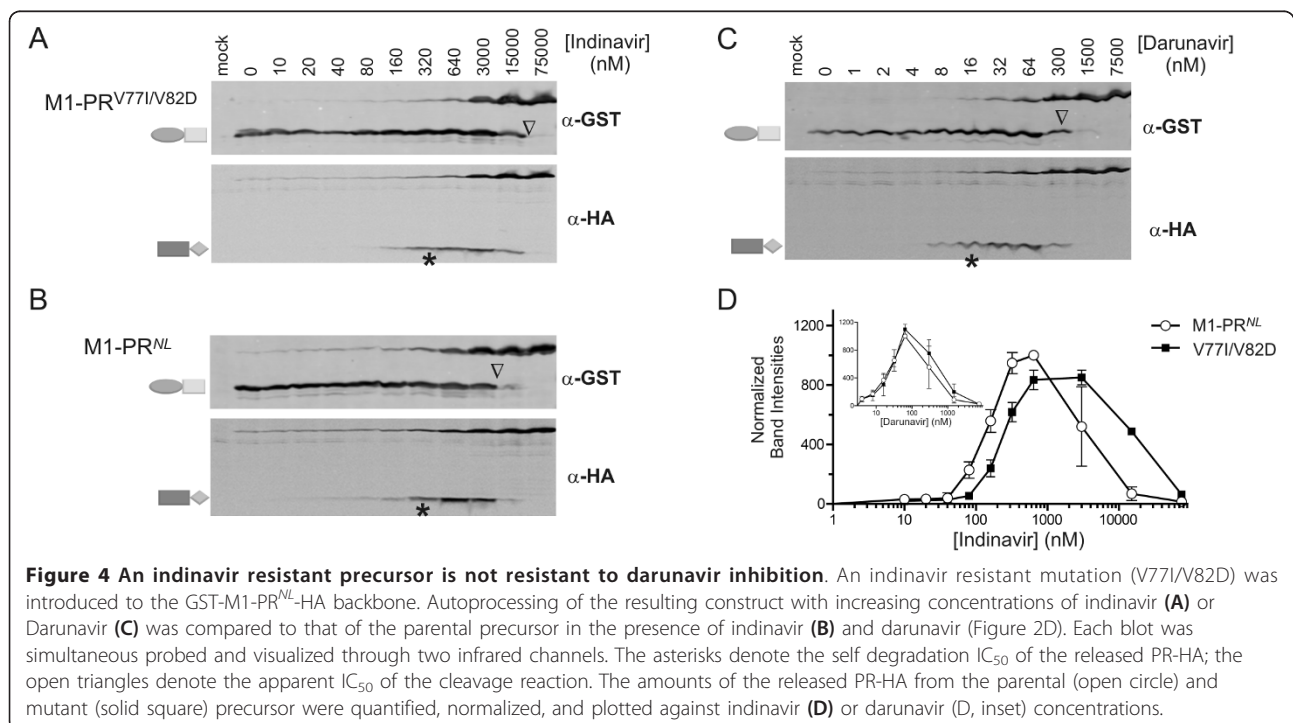 A
mock 0 10 20 40 80 160 320 640 3000 15000 75000
[Indinavir]
(nM)
M1-PR^V77I/V82D
α-GST
α-HA
*
B
M1-PR^NL
α-GST
α-HA
*
C
mock 0 1 2 4 8 16 32 64 300 1500 7500
[Darunavir]
(nM)
α-GST
α-HA
*
D
Normalized
Band Intensities
1200
800
400
0
1 10 100 1000 10000
[Indinavir] (nM)
1200
800
400
0
10 100 1000
[Darunavir] (nM)
M1-PR^NL
V77I/V82D
Figure 4 An indinavir resistant precursor is not resistant to darunavir inhibition. An indinavir resistant mutation (V77I/V82D) was
introduced to the GST-M1-PR^NL-HA backbone. Autoprocessing of the resulting construct with increasing concentrations of indinavir (A) or
Darunavir (C) was compared to that of the parental precursor in the presence of indinavir (B) and darunavir (Figure 2D). Each blot was
simultaneous probed and visualized through two infrared channels. The asterisks denote the self degradation IC50 of the released PR-HA; the
open triangles denote the apparent IC50 of the cleavage reaction. The amounts of the released PR-HA from the parental (open circle) and
mutant (solid square) precursor were quantified, normalized, and plotted against indinavir (D) or darunavir (D, inset) concentrations.